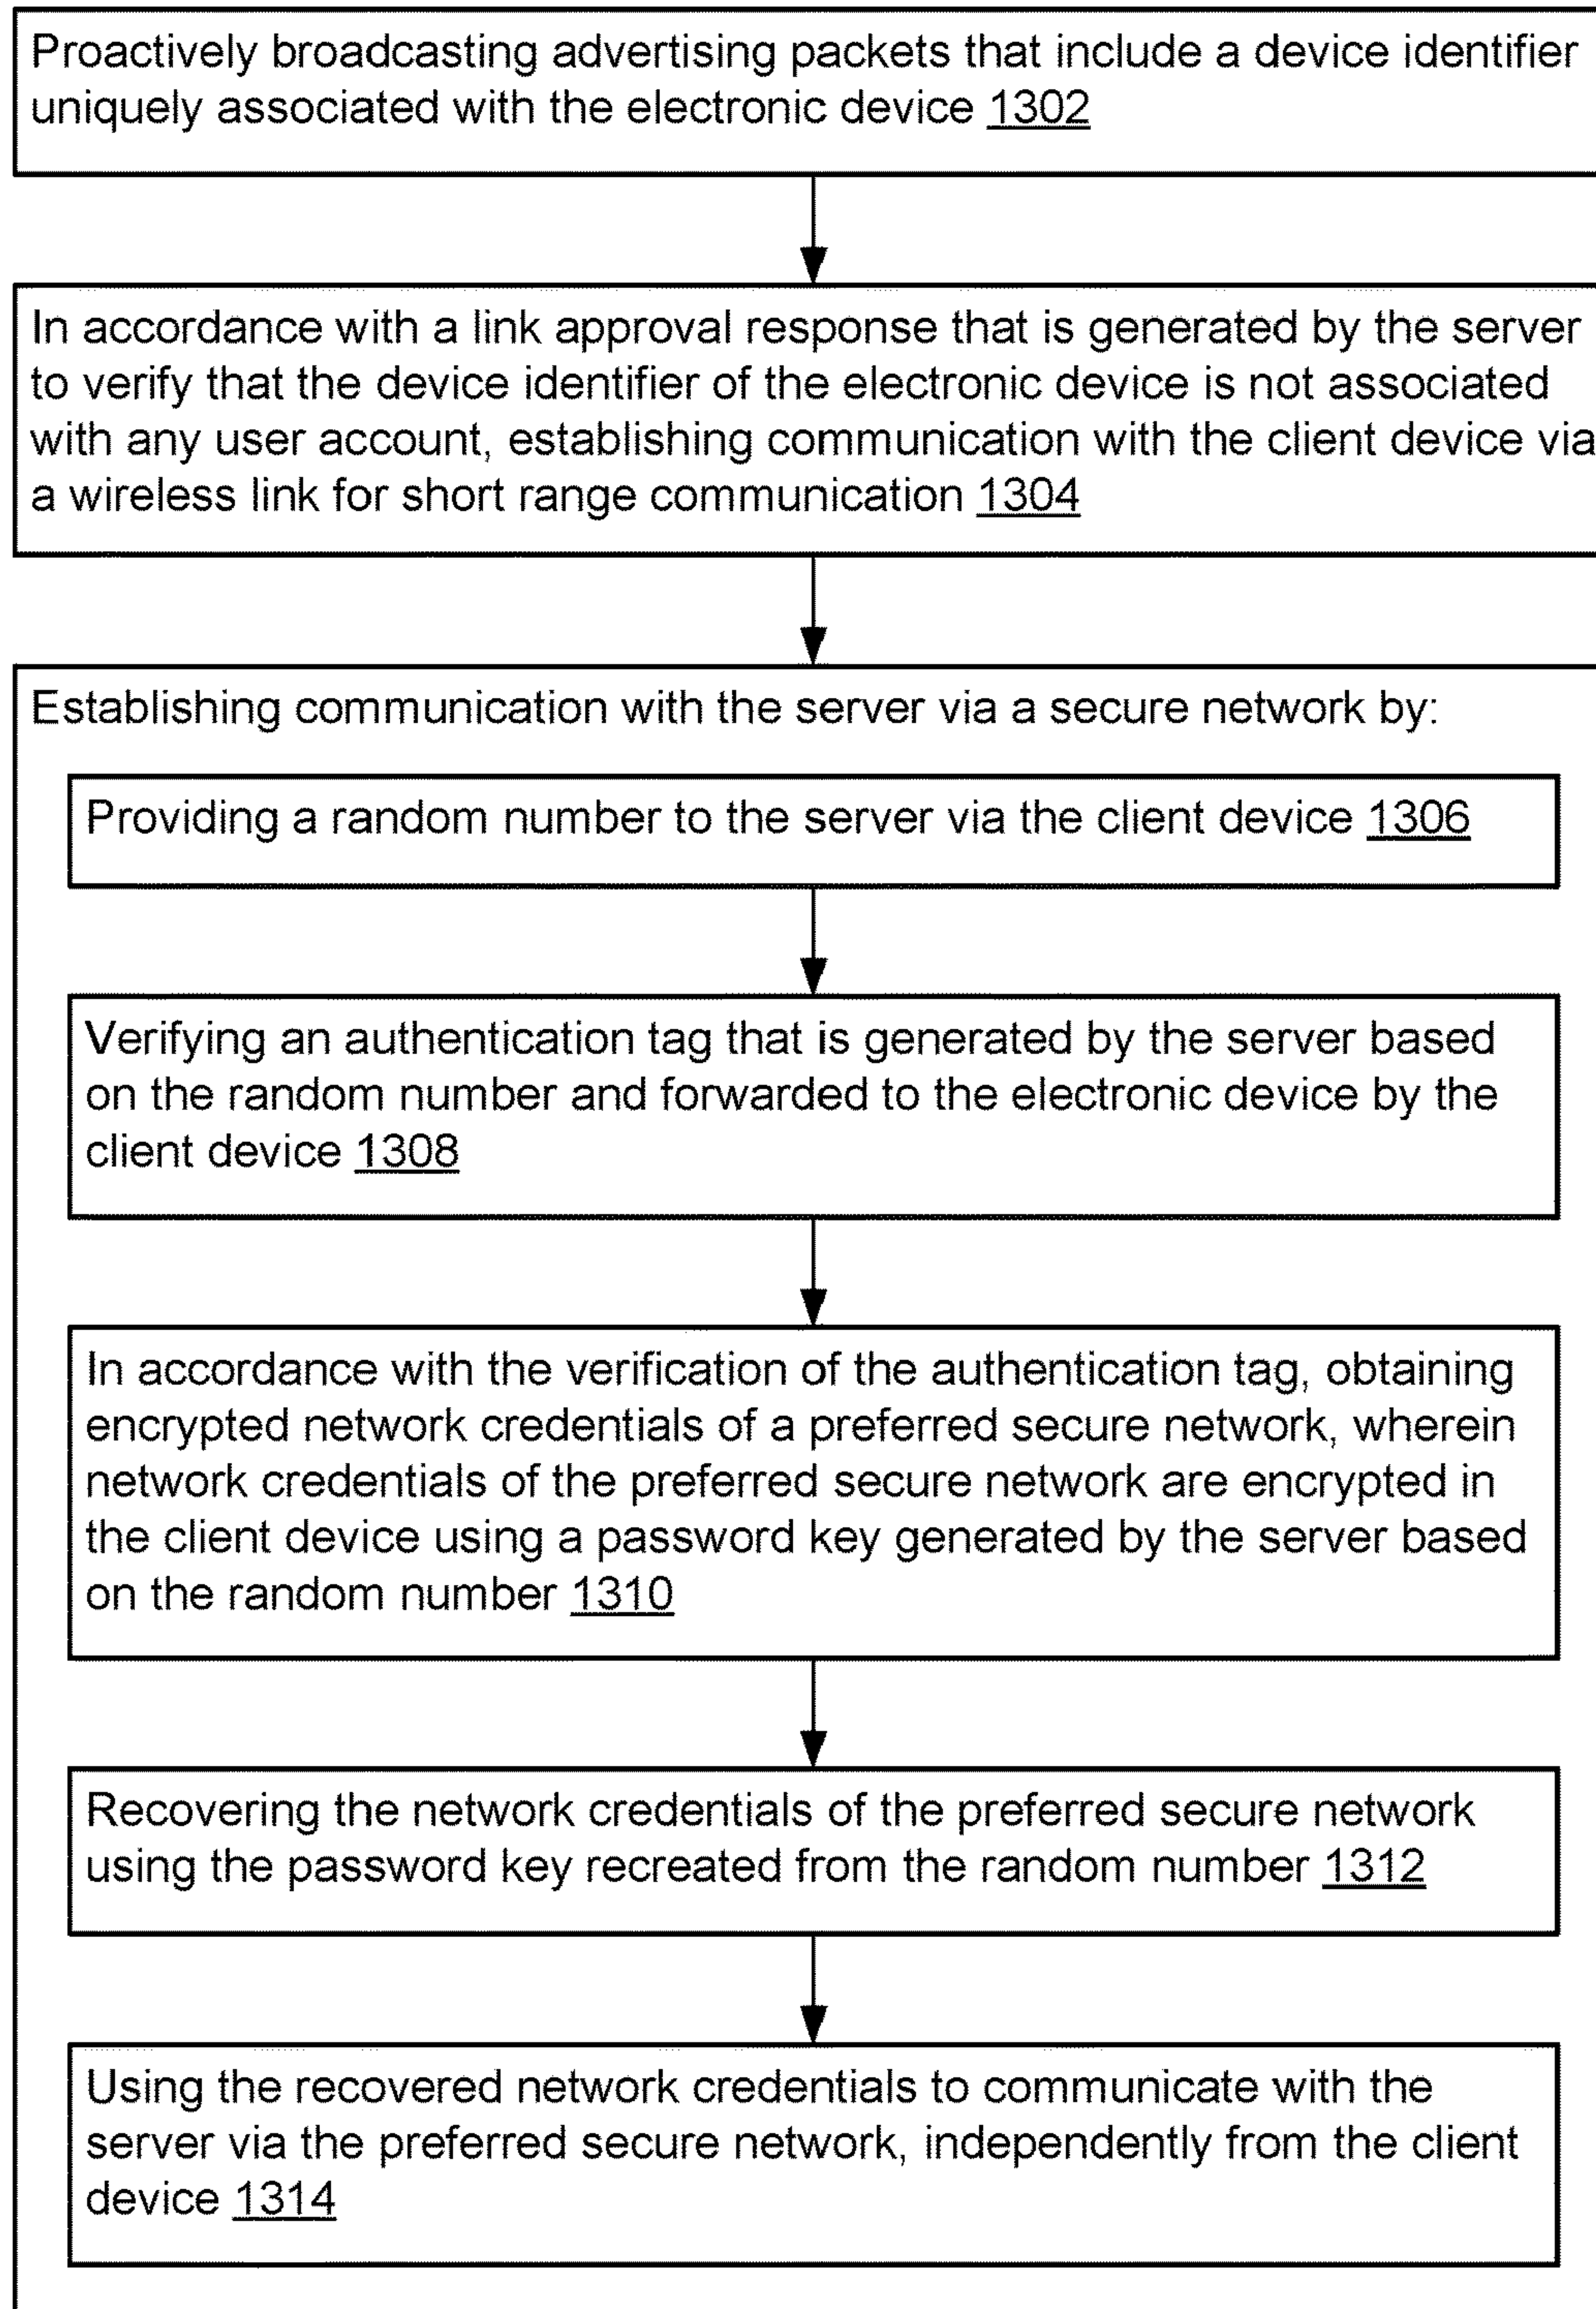 Proactively broadcasting advertising packets that include a device identifier
uniquely associated with the electronic device 1302
In accordance with a link approval response that is generated by the server
to verify that the device identifier of the electronic device is not associated
with any user account, establishing communication with the client device via
a wireless link for short range communication 1304
Establishing communication with the server via a secure network by:
Providing a random number to the server via the client device 1306
Verifying an authentication tag that is generated by the server based
on the random number and forwarded to the electronic device by the
client device 1308
In accordance with the verification of the authentication tag, obtaining
encrypted network credentials of a preferred secure network, wherein
network credentials of the preferred secure network are encrypted in
the client device using a password key generated by the server based
on the random number 1310
Recovering the network credentials of the preferred secure network
using the password key recreated from the random number 1312
Using the recovered network credentials to communicate with the
server via the preferred secure network, independently from the client
device 1314